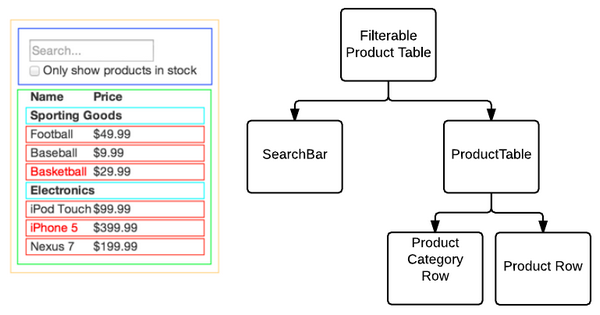 Search...
Only show products in stock
Name Price
Sporting Goods
Football $49.99
Baseball $9.99
Basketball $29.99
Electronics
iPod Touch $99.99
iPhone 5 $399.99
Nexus 7 $199.99
Filterable
Product Table
SearchBar
ProductTable
Product
Category
Row
Product Row